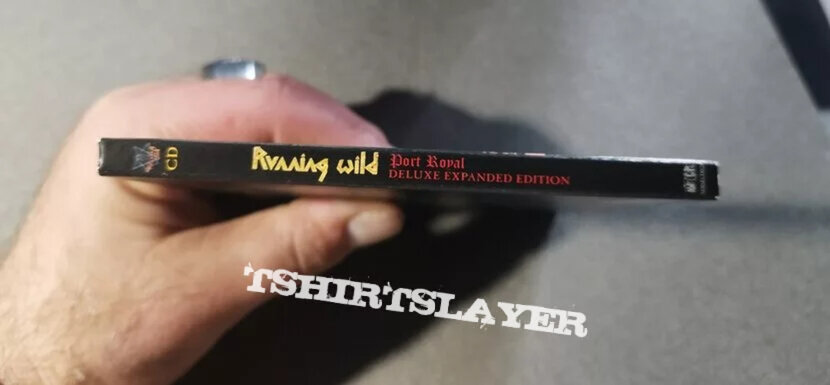 CD
Running Wild
Port Royal
DELUXE EXPANDED EDITION
TSHIRTSLAYER